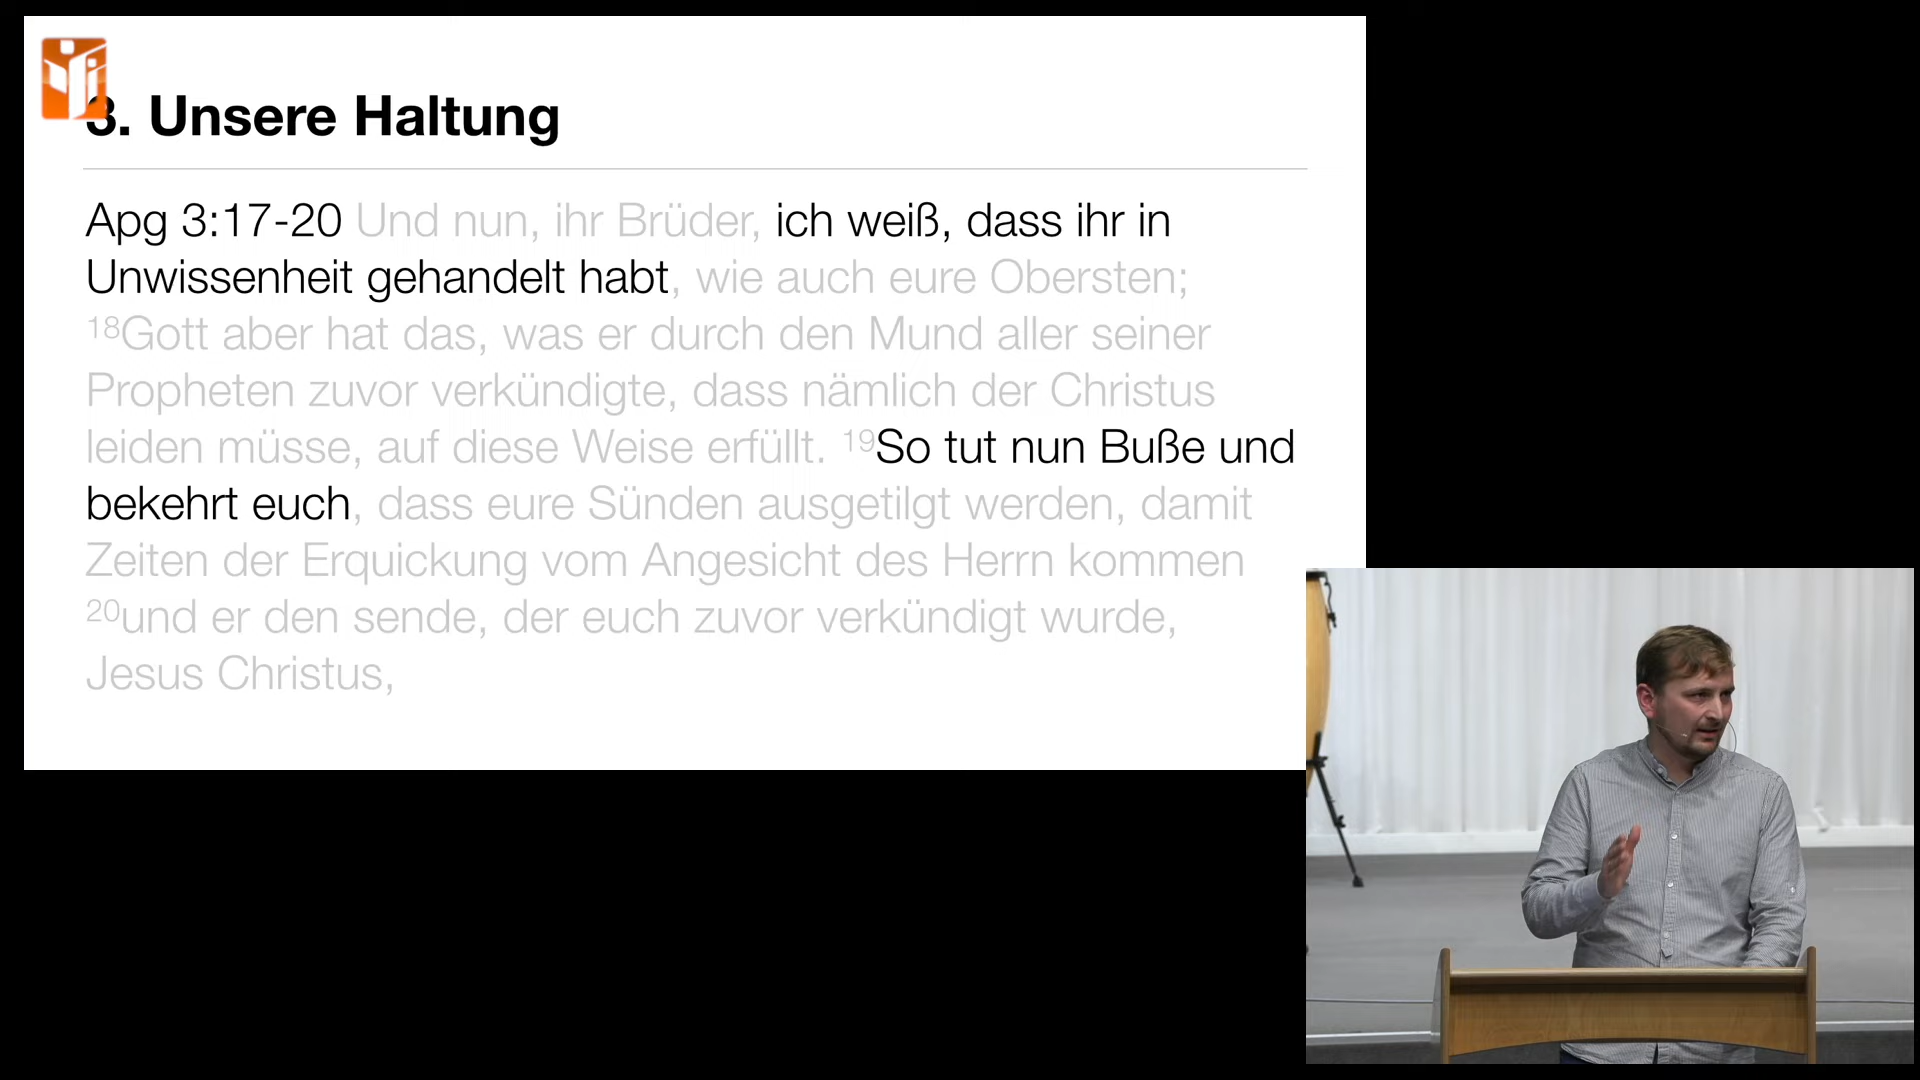 3. Unsere Haltung
Apg 3:17-20 Und nun, ihr Brüder, ich weiß, dass ihr in
Unwissenheit gehandelt habt, wie auch eure Obersten;
18Gott aber hat das, was er durch den Mund aller seiner
Propheten zuvor verkündigte, dass nämlich der Christus
leiden müsse, auf diese Weise erfüllt. 19So tut nun Buße und
bekehrt euch, dass eure Sünden ausgetilgt werden, damit
Zeiten der Erquickung vom Angesicht des Herrn kommen
20und er den sende, der euch zuvor verkündigt wurde,
Jesus Christus,